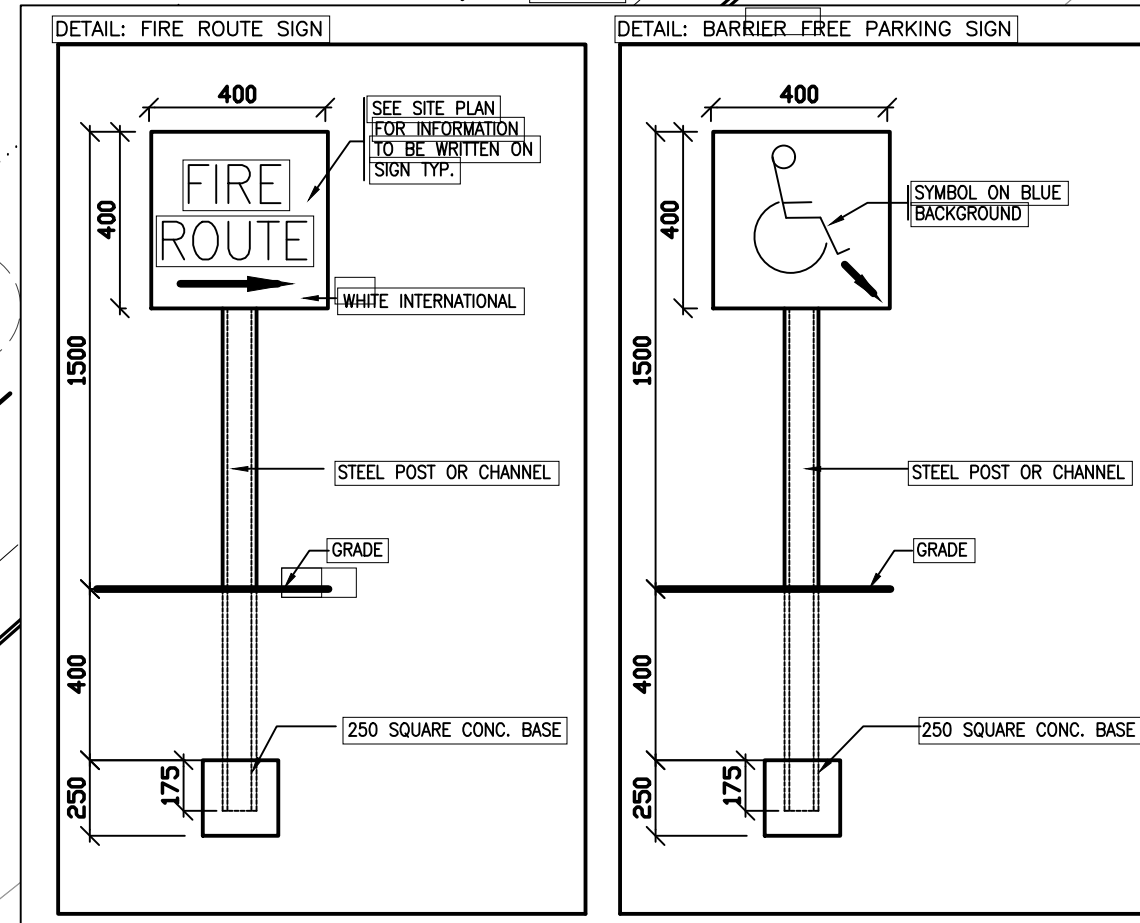 DETAIL: FIRE ROUTE SIGN
400
SEE SITE PLAN
FOR INFORMATION
TO BE WRITTEN ON
SIGN TYP.
FIRE
ROUTE
400
WHITE INTERNATIONAL
1500
STEEL POST OR CHANNEL
GRADE
400
250 SQUARE CONC. BASE
175
250
DETAIL: BARRIER FREE PARKING SIGN
400
SYMBOL ON BLUE
BACKGROUND
400
1500
STEEL POST OR CHANNEL
GRADE
400
250 SQUARE CONC. BASE
175
250